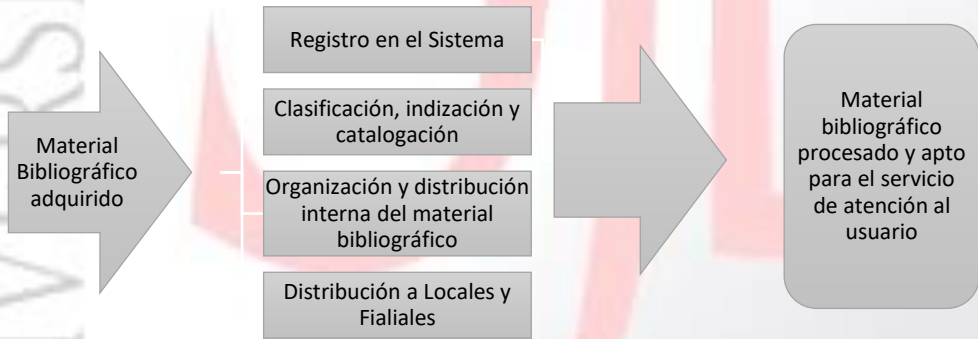 Material
Bibliográfico
adquirido
Registro en el Sistema
Clasificación, indización y
catalogación
Organización y distribución
interna del material
bibliográfico
Distribución a Locales y
Fialiales
Material
bibliográfico
procesado y apto
para el servicio
de atención al
usuario